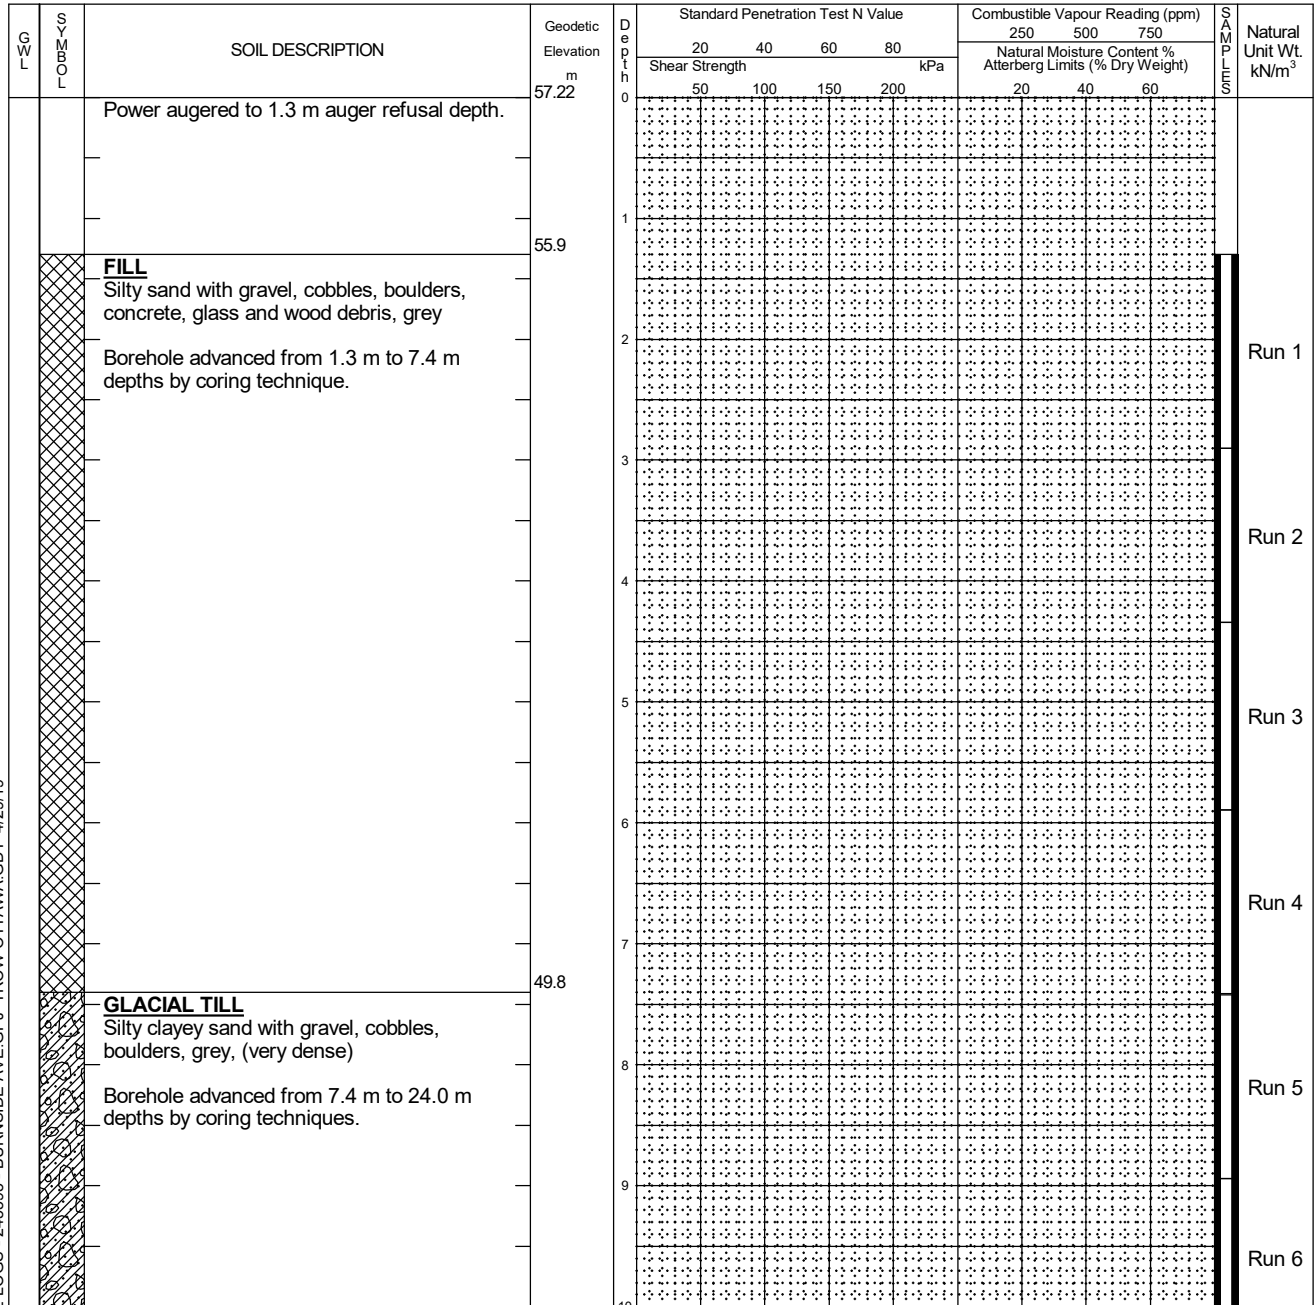 GWL
SYMBOL
SOIL DESCRIPTION
Geodetic
Elevation
m
57.22
Depth
Standard Penetration Test N Value
20 40 60 80
Shear Strength kPa
50 100 150 200
Combustible Vapour Reading (ppm)
250 500 750
Natural Moisture Content %
Atterberg Limits (% Dry Weight)
20 40 60
SAMPLES
Natural
Unit Wt.
kN/m³
0
Power augered to 1.3 m auger refusal depth.
1
55.9
FILL
Silty sand with gravel, cobbles, boulders,
concrete, glass and wood debris, grey
2
Run 1
Borehole advanced from 1.3 m to 7.4 m
depths by coring technique.
3
Run 2
4
5
Run 3
6
Run 4
7
49.8
GLACIAL TILL
Silty clayey sand with gravel, cobbles,
boulders, grey, (very dense)
8
Run 5
Borehole advanced from 7.4 m to 24.0 m
depths by coring techniques.
9
Run 6